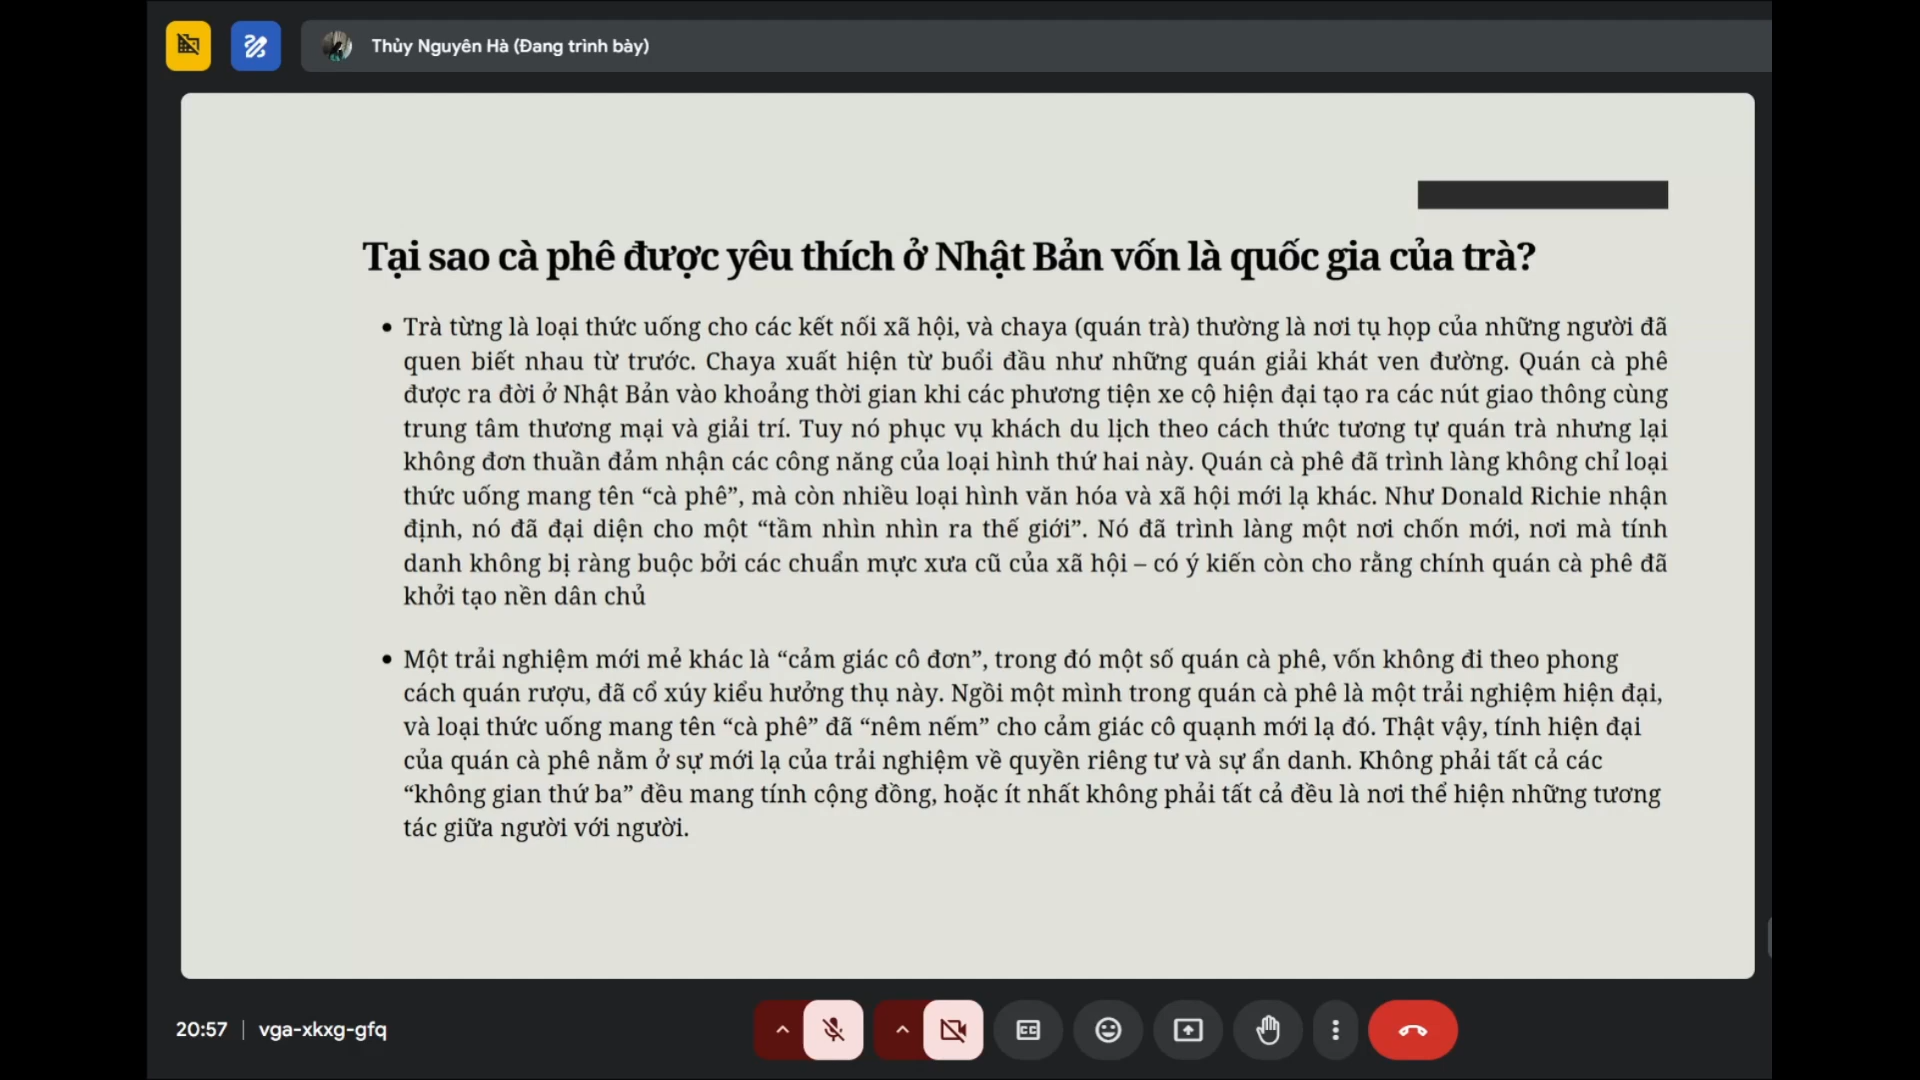 Thủy Nguyên Hà (Đang trình bày)
Tại sao cà phê được yêu thích ở Nhật Bản vốn là quốc gia của trà?
• Trà từng là loại thức uống cho các kết nối xã hội, và chaya (quán trà) thường là nơi tụ họp của những người đã
quen biết nhau từ trước. Chaya xuất hiện từ buổi đầu như những quán giải khát ven đường. Quán cà phê
được ra đời ở Nhật Bản vào khoảng thời gian khi các phương tiện xe cộ hiện đại tạo ra các nút giao thông cùng
trung tâm thương mại và giải trí. Tuy nó phục vụ khách du lịch theo cách thức tương tự quán trà nhưng lại
không đơn thuần đảm nhận các công năng của loại hình thứ hai này. Quán cà phê đã trình làng không chỉ loại
thức uống mang tên “cà phê”, mà còn nhiều loại hình văn hóa và xã hội mới lạ khác. Như Donald Richie nhận
định, nó đã đại diện cho một “tầm nhìn nhìn ra thế giới”. Nó đã trình làng một nơi chốn mới, nơi mà tính
danh không bị ràng buộc bởi các chuẩn mực xưa cũ của xã hội – có ý kiến còn cho rằng chính quán cà phê đã
khởi tạo nền dân chủ
• Một trải nghiệm mới mẻ khác là “cảm giác cô đơn”, trong đó một số quán cà phê, vốn không đi theo phong
cách quán rượu, đã cổ xúy kiểu hưởng thụ này. Ngồi một mình trong quán cà phê là một trải nghiệm hiện đại,
và loại thức uống mang tên “cà phê” đã “nêm nếm” cho cảm giác cô quạnh mới lạ đó. Thật vậy, tính hiện đại
của quán cà phê nằm ở sự mới lạ của trải nghiệm về quyền riêng tư và sự ẩn danh. Không phải tất cả các
“không gian thứ ba” đều mang tính cộng đồng, hoặc ít nhất không phải tất cả đều là nơi thể hiện những tương
tác giữa người với người.
20:57 | vga-xkxg-gfq